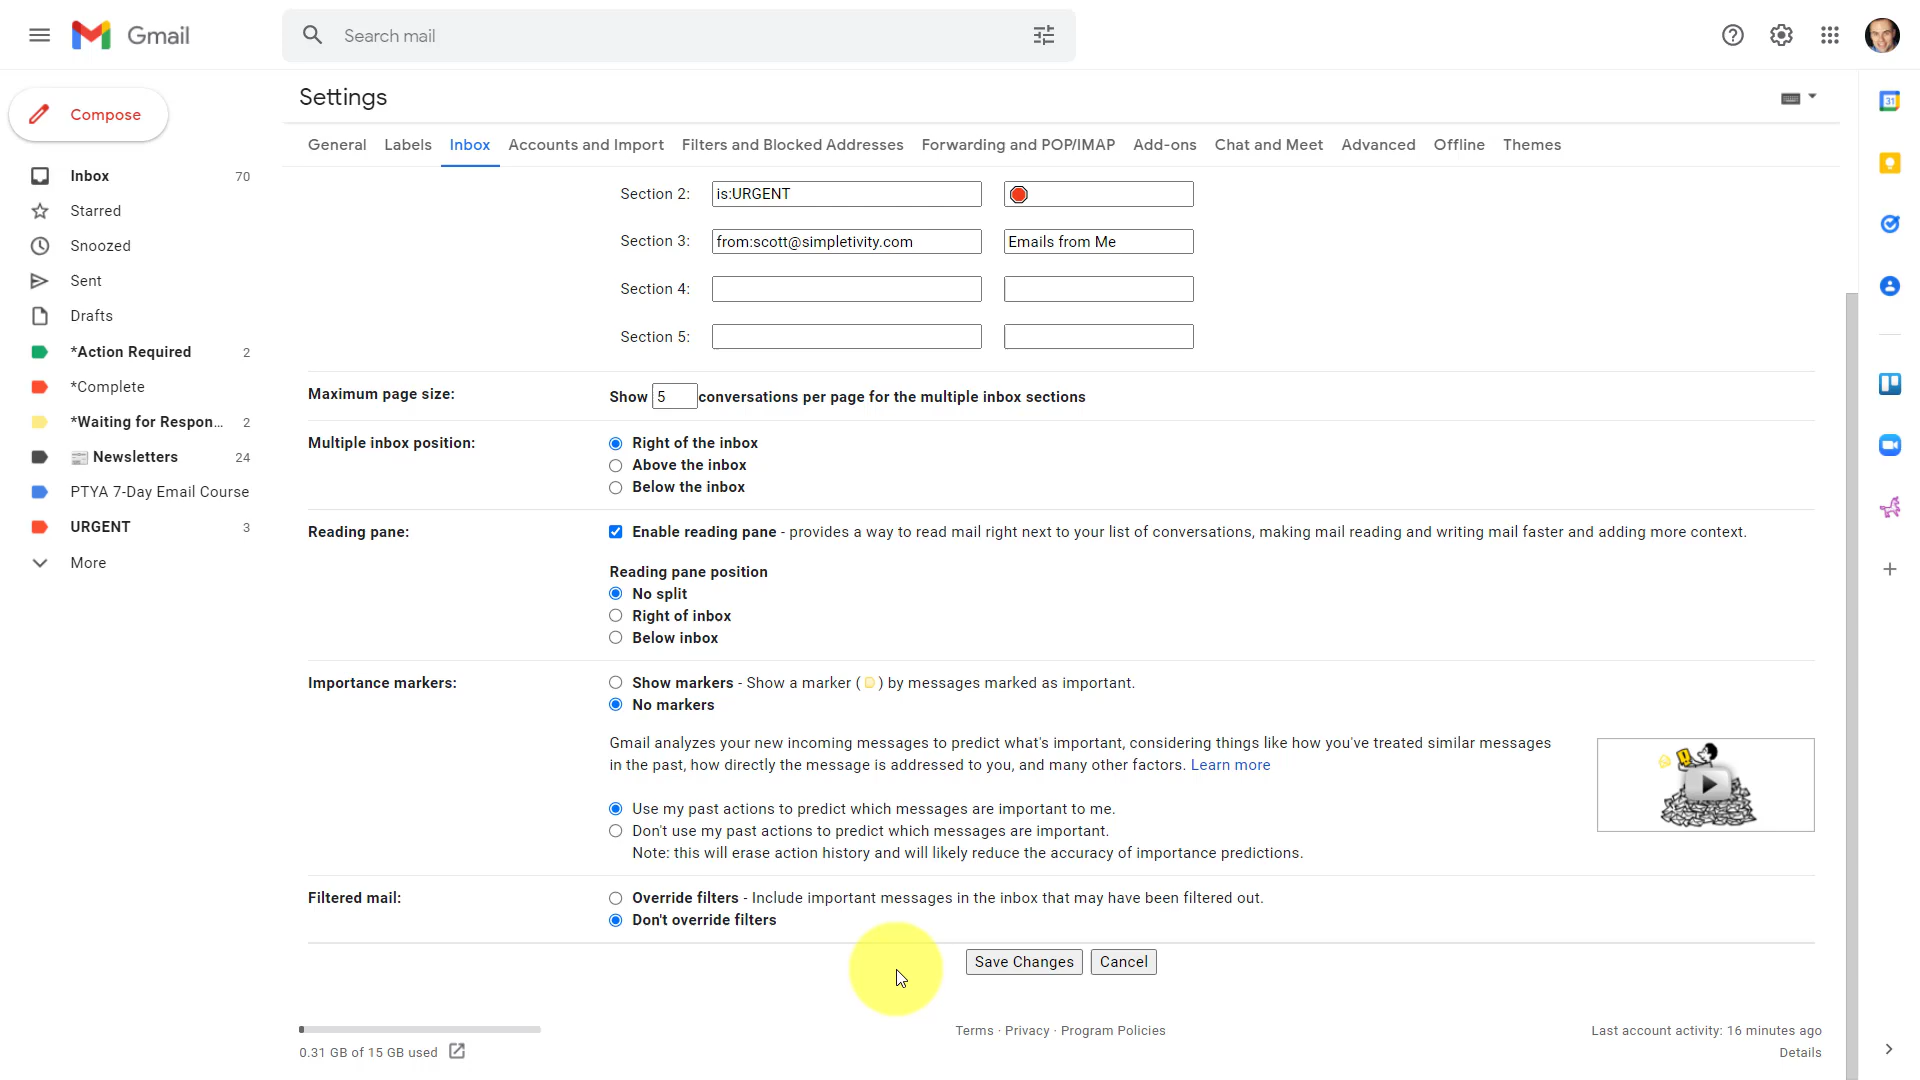 Gmail
Search mail
Compose
Inbox 70
Starred
Snoozed
Sent
Drafts
*Action Required 2
*Complete
*Waiting for Respon... 2
Newsletters 24
PTYA 7-Day Email Course
URGENT 3
More
Settings
General Labels Inbox Accounts and Import Filters and Blocked Addresses Forwarding and POP/IMAP Add-ons Chat and Meet Advanced Offline Themes
Section 2: is:URGENT
Section 3: from:scott@simpletivity.com Emails from Me
Section 4:
Section 5:
Maximum page size: Show 5 conversations per page for the multiple inbox sections
Multiple inbox position: Right of the inbox
Above the inbox
Below the inbox
Reading pane: Enable reading pane - provides a way to read mail right next to your list of conversations, making mail reading and writing mail faster and adding more context.
Reading pane position
No split
Right of inbox
Below inbox
Importance markers: Show markers - Show a marker ( ) by messages marked as important.
No markers
Gmail analyzes your new incoming messages to predict what's important, considering things like how you've treated similar messages
in the past, how directly the message is addressed to you, and many other factors. Learn more
Use my past actions to predict which messages are important to me.
Don't use my past actions to predict which messages are important.
Note: this will erase action history and will likely reduce the accuracy of importance predictions.
Filtered mail: Override filters - Include important messages in the inbox that may have been filtered out.
Don't override filters
Save Changes Cancel
0.31 GB of 15 GB used
Terms · Privacy · Program Policies
Last account activity: 16 minutes ago
Details
31